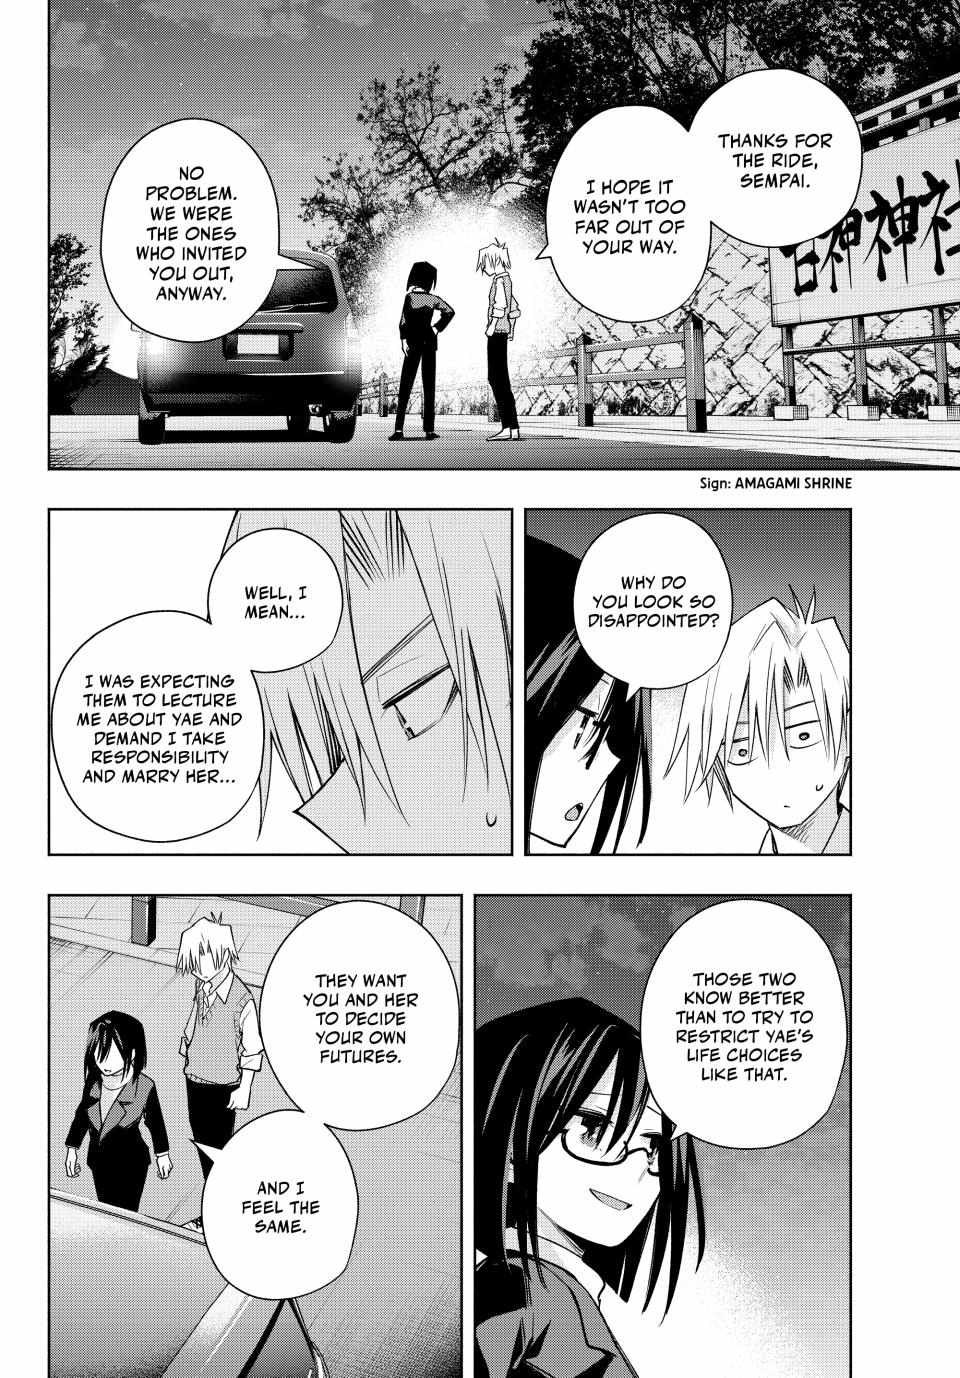 THANKS FOR
THE RIDE,
SEMPAI.
I HOPE IT
WASN'T TOO
FAR OUT OF
YOUR WAY.
NO
PROBLEM.
WE WERE
THE ONES
WHO INVITED
YOU OUT,
ANYWAY.
甘神神社
Sign: AMAGAMI SHRINE
WHY DO
YOU LOOK SO
DISAPPOINTED?
WELL, I
MEAN...
I WAS EXPECTING
THEM TO LECTURE
ME ABOUT YAE AND
DEMAND I TAKE
RESPONSIBILITY
AND MARRY HER...
THOSE TWO
KNOW BETTER
THAN TO TRY TO
RESTRICT YAE'S
LIFE CHOICES
LIKE THAT.
THEY WANT
YOU AND HER
TO DECIDE
YOUR OWN
FUTURES.
AND I
FEEL THE
SAME.